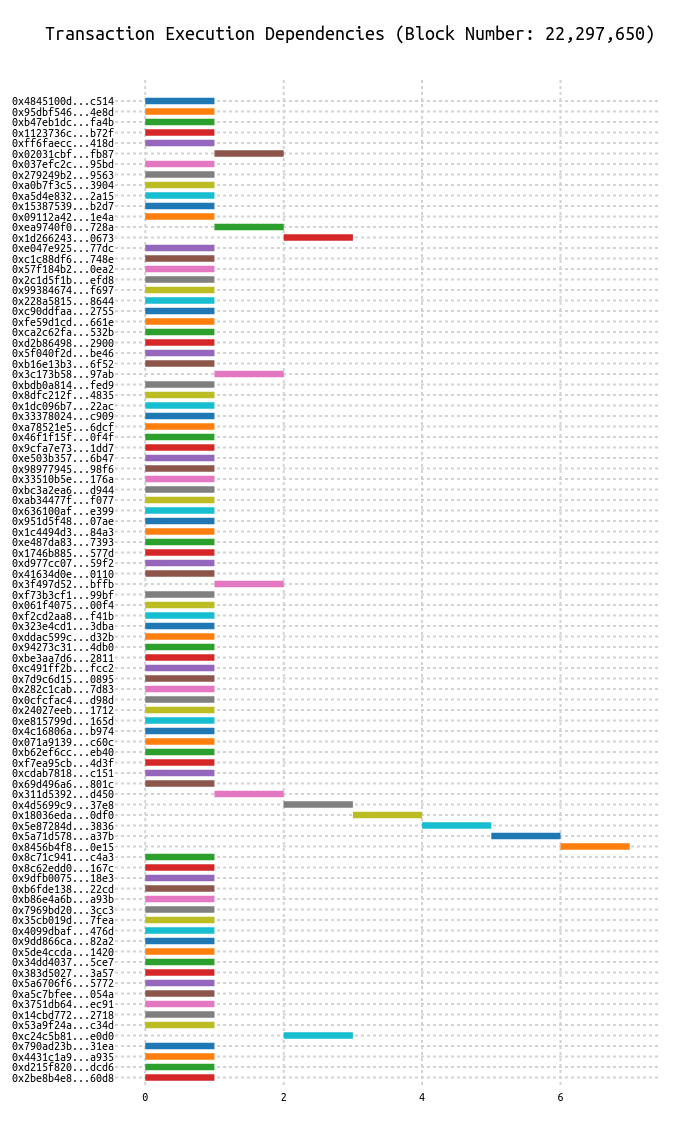 Transaction Execution Dependencies (Block Number: 22,297,650)
0x4845100d...c514
0x95dbf546...4e8d
0xb47eb1dc...fa4b
0x1123736c...b72f
0xff6faecc...418d
0x02031cbf...fb87
0x037efc2c...95bd
0x279249b2...9563
0xa0b7f3c5...3904
0xa5d4e832...2a15
0x15387539...b2d7
0x09112a42...1e4a
0xea9740f0...728a
0x1d266243...0673
0xe047e925...77dc
0xc1c88df6...748e
0x57f184b2...0ea2
0x2c1d5f1b...efd8
0x99384674...f697
0x228a5815...8644
0xc90ddfaa...2755
0xfe59d1cd...661e
0xca2c62fa...532b
0xd2b86498...2900
0x5f040f2d...be46
0xb16e13b3...6f52
0x3c173b58...97ab
0xbdb0a814...fed9
0x8dfc212f...4835
0x1dc096b7...22ac
0x33378024...c909
0xa78521e5...6dcf
0x46f1f15f...0f4f
0x9cfa7e73...1dd7
0xe503b357...6b47
0x98977945...98f6
0x33510b5e...176a
0xbc3a2ea6...d944
0xab34477f...f077
0x636100af...e399
0x951d5f48...07ae
0x1c4494d3...84a3
0xe487da83...7393
0x1746b885...577d
0xd977cc07...59f2
0x41634d0e...0110
0x3f497d52...bffb
0xf73b3cf1...99bf
0x061f4075...00f4
0xf2cd2aa8...f41b
0x323e4cd1...3dba
0xddac599c...d32b
0x94273c31...4db0
0xbe3aa7d6...2811
0xc491ff2b...fcc2
0x7d9c6d15...0895
0x282c1cab...7d83
0x0cfcfac4...d98d
0x24027eeb...1712
0xe815799d...165d
0x4c16806a...b974
0x071a9139...c60c
0xb62ef6cc...eb40
0xf7ea95cb...4d3f
0xcdab7818...c151
0x69d496a6...801c
0x311d5392...d450
0x4d5699c9...37e8
0x18036eda...0df0
0x5e87284d...3836
0x5a71d578...a37b
0x8456b4f8...0e15
0x8c71c941...c4a3
0x8c62edd0...167c
0x9dfb0075...18e3
0xb6fde138...22cd
0xb86e4a6b...a93b
0x7969bd20...3cc3
0x35cb019d...7fea
0x4099dbaf...476d
0x9dd866ca...82a2
0x5de4ccda...1420
0x34dd4037...5ce7
0x383d5027...3a57
0x5a6706f6...5772
0xa5c7bfee...054a
0x3751db64...ec91
0x14cbd772...2718
0x53a9f24a...c34d
0xc24c5b81...e0d0
0x790ad23b...31ea
0x4431c1a9...a935
0xd215f820...dcd6
0x2be8b4e8...60d8
0 2 4 6